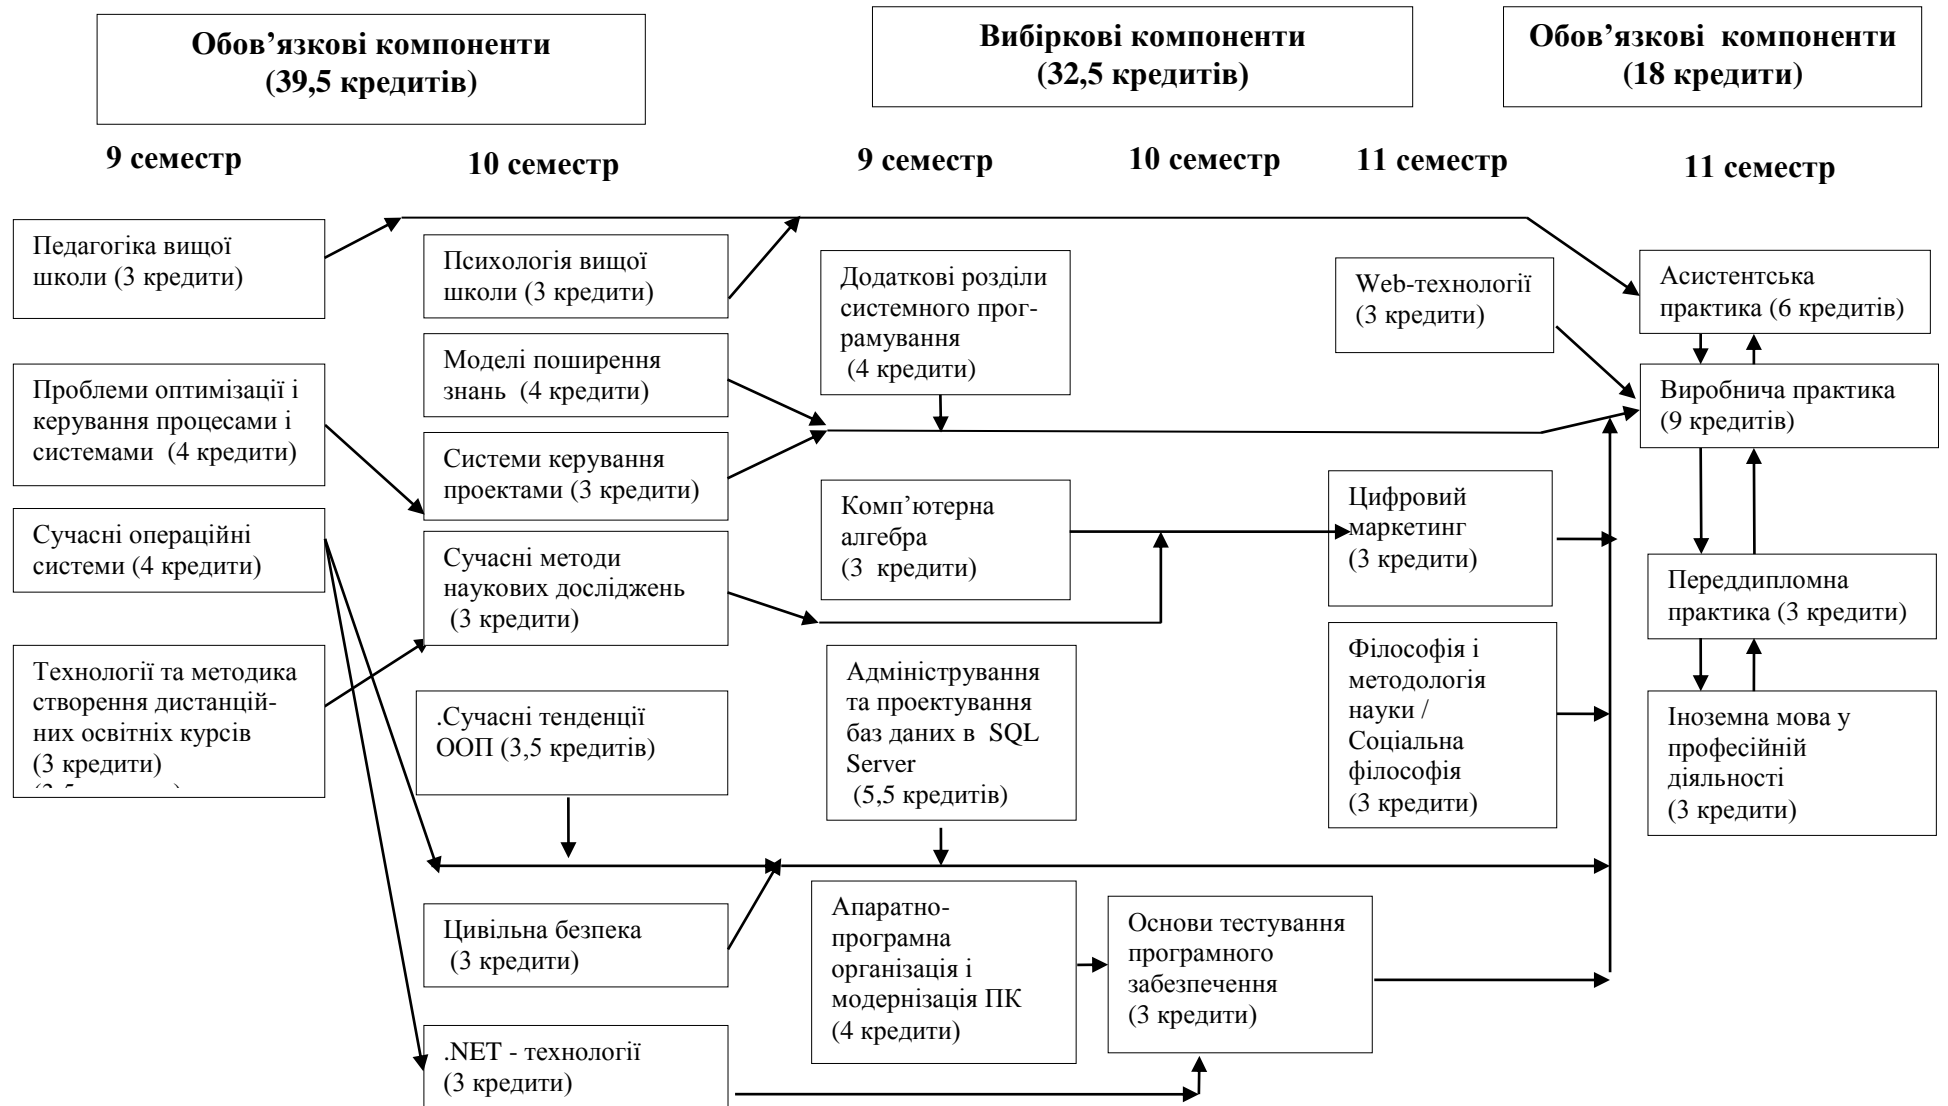 Обов’язкові компоненти
(39,5 кредитів)
Вибіркові компоненти
(32,5 кредитів)
Обов’язкові компоненти
(18 кредити)
9 семестр
10 семестр
9 семестр
10 семестр
11 семестр
11 семестр
Педагогіка вищої
школи (3 кредити)
Проблеми оптимізації і
керування процесами і
системами (4 кредити)
Сучасні операційні
системи (4 кредити)
Технології та методика
створення дистанцій-
них освітніх курсів
(3 кредити)
Психологія вищої
школи (3 кредити)
Моделі поширення
знань (4 кредити)
Системи керування
проектами (3 кредити)
Сучасні методи
наукових досліджень
(3 кредити)
.Сучасні тенденції
ООП (3,5 кредитів)
Цивільна безпека
(3 кредити)
.NET - технології
(3 кредити)
Додаткові розділи
системного прог-
рамування
(4 кредити)
Комп’ютерна
алгебра
(3 кредити)
Адміністрування
та проектування
баз даних в SQL
Server
(5,5 кредитів)
Апаратно-
програмна
організація і
модернізація ПК
(4 кредити)
Основи тестування
програмного
забезпечення
(3 кредити)
Web-технології
(3 кредити)
Цифровий
маркетинг
(3 кредити)
Філософія і
методологія
науки /
Соціальна
філософія
(3 кредити)
Асистентська
практика (6 кредитів)
Виробнича практика
(9 кредитів)
Переддипломна
практика (3 кредити)
Іноземна мова у
професійній
діяльності
(3 кредити)